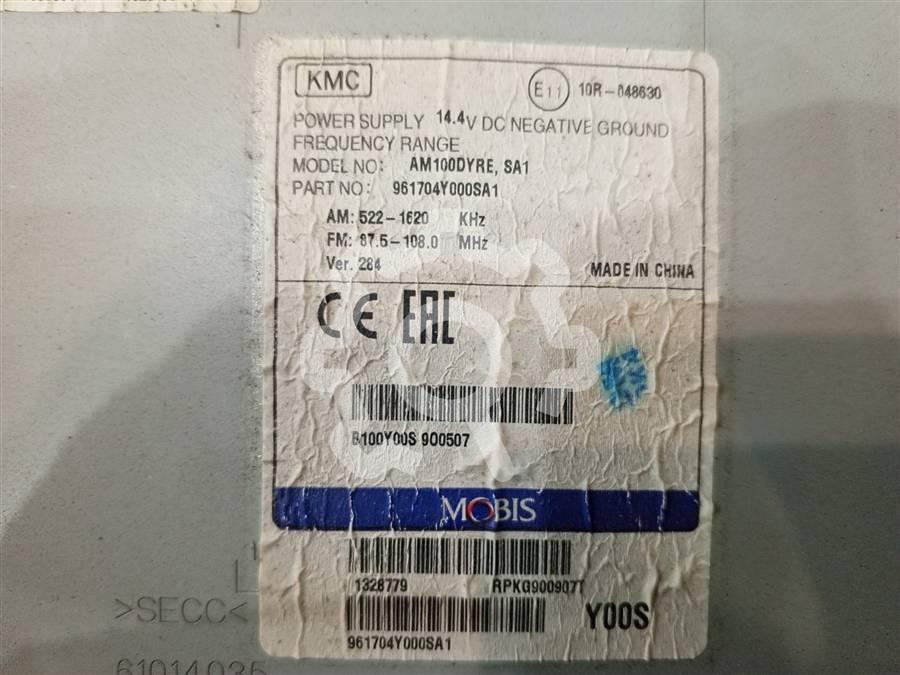 KMC
E11 10R-048630
POWER SUPPLY 14.4V DC NEGATIVE GROUND
FREQUENCY RANGE
MODEL NO: AM100DYRE, SA1
PART NO: 961704Y000SA1
AM: 522-1620 KHz
FM: 87.5-108.0 MHz
Ver. 284
MADE IN CHINA
CE EAC
B100Y00S 900507
MOBIS
1328779 RPKG900907T
Y00S
961704Y000SA1
>SECC<
61014035